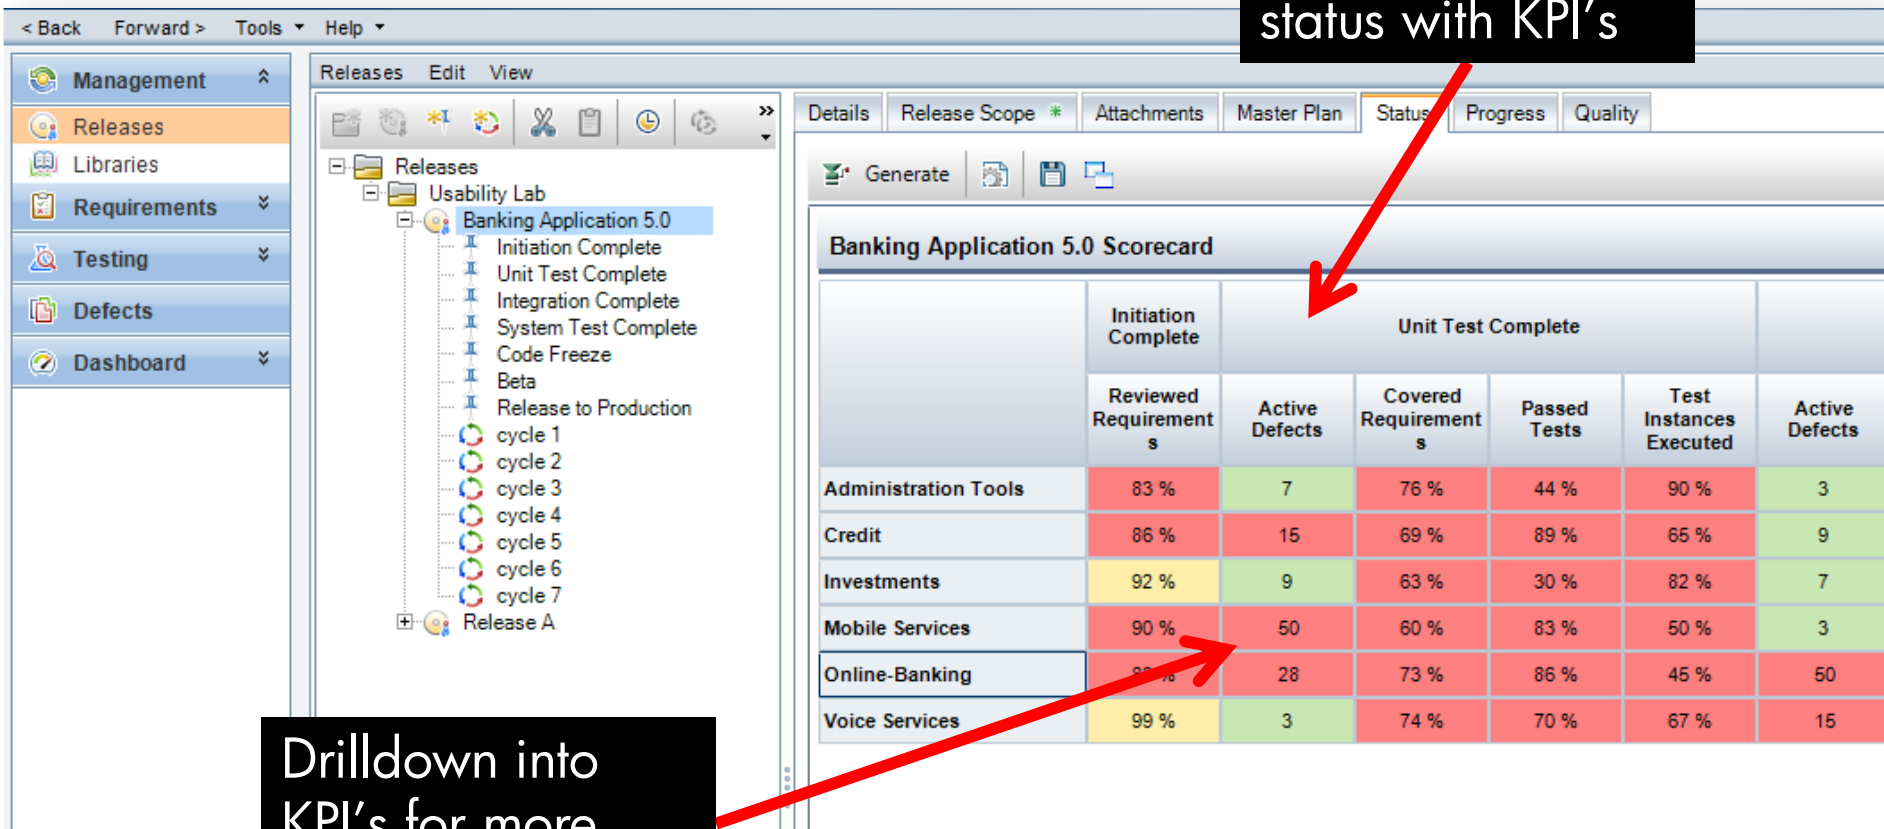 status with KPI's
< Back Forward > Tools Help
Management
Releases
Libraries
Requirements
Testing
Defects
Dashboard
Releases Edit View
Releases
Usability Lab
Banking Application 5.0
Initiation Complete
Unit Test Complete
Integration Complete
System Test Complete
Code Freeze
Beta
Release to Production
cycle 1
cycle 2
cycle 3
cycle 4
cycle 5
cycle 6
cycle 7
Release A
Details Release Scope * Attachments Master Plan Status Progress Quality
Generate
Banking Application 5.0 Scorecard
Initiation
Complete
Unit Test Complete
Reviewed
Requirement
s
Active
Defects
Covered
Requirement
s
Passed
Tests
Test
Instances
Executed
Active
Defects
Administration Tools 83 % 7 76 % 44 % 90 % 3
Credit 86 % 15 69 % 89 % 65 % 9
Investments 92 % 9 63 % 30 % 82 % 7
Mobile Services 90 % 50 60 % 83 % 50 % 3
Online-Banking 28 73 % 86 % 45 % 50
Voice Services 99 % 3 74 % 70 % 67 % 15
Drilldown into
KPI's for more